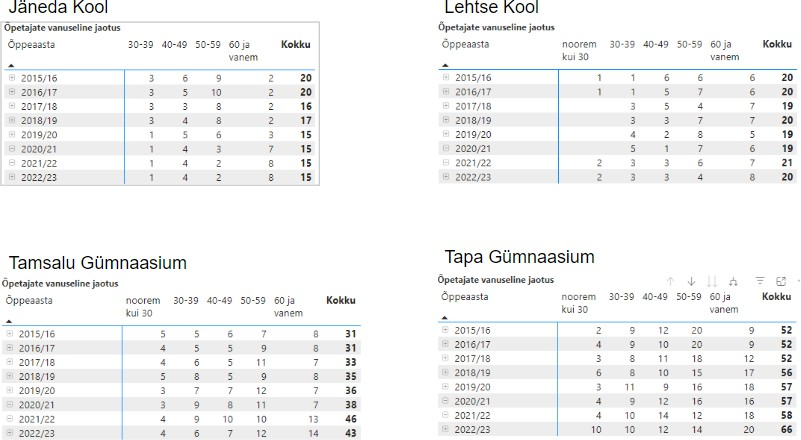 Jäneda Kool
Õpetajate vanuseline jaotus
Õppeaasta 30-39 40-49 50-59 60 ja vanem Kokku
2015/16 3 6 9 2 20
2016/17 3 5 10 2 20
2017/18 3 3 8 2 16
2018/19 3 4 8 2 17
2019/20 1 5 6 3 15
2020/21 1 4 3 7 15
2021/22 1 4 2 8 15
2022/23 1 4 2 8 15
Lehtse Kool
Õpetajate vanuseline jaotus
Õppeaasta noorem kui 30 30-39 40-49 50-59 60 ja vanem Kokku
2015/16 1 1 6 6 6 20
2016/17 1 1 5 7 6 20
2017/18 3 5 4 7 19
2018/19 3 3 7 7 20
2019/20 4 2 8 5 19
2020/21 5 1 7 6 19
2021/22 2 3 3 6 7 21
2022/23 2 3 3 4 8 20
Tamsalu Gümnaasium
Õpetajate vanuseline jaotus
Õppeaasta noorem kui 30 30-39 40-49 50-59 60 ja vanem Kokku
2015/16 5 5 6 7 8 31
2016/17 4 5 5 9 8 31
2017/18 4 6 5 11 7 33
2018/19 5 8 5 9 8 35
2019/20 3 7 7 12 7 36
2020/21 3 9 8 11 7 38
2021/22 4 9 10 10 13 46
2022/23 4 6 7 12 14 43
Tapa Gümnaasium
Õpetajate vanuseline jaotus
Õppeaasta noorem kui 30 30-39 40-49 50-59 60 ja vanem Kokku
2015/16 2 9 12 20 9 52
2016/17 4 9 10 20 9 52
2017/18 3 8 11 18 12 52
2018/19 6 8 10 15 17 56
2019/20 3 11 9 16 18 57
2020/21 4 9 12 16 16 57
2021/22 4 10 14 12 18 58
2022/23 10 10 12 14 20 66